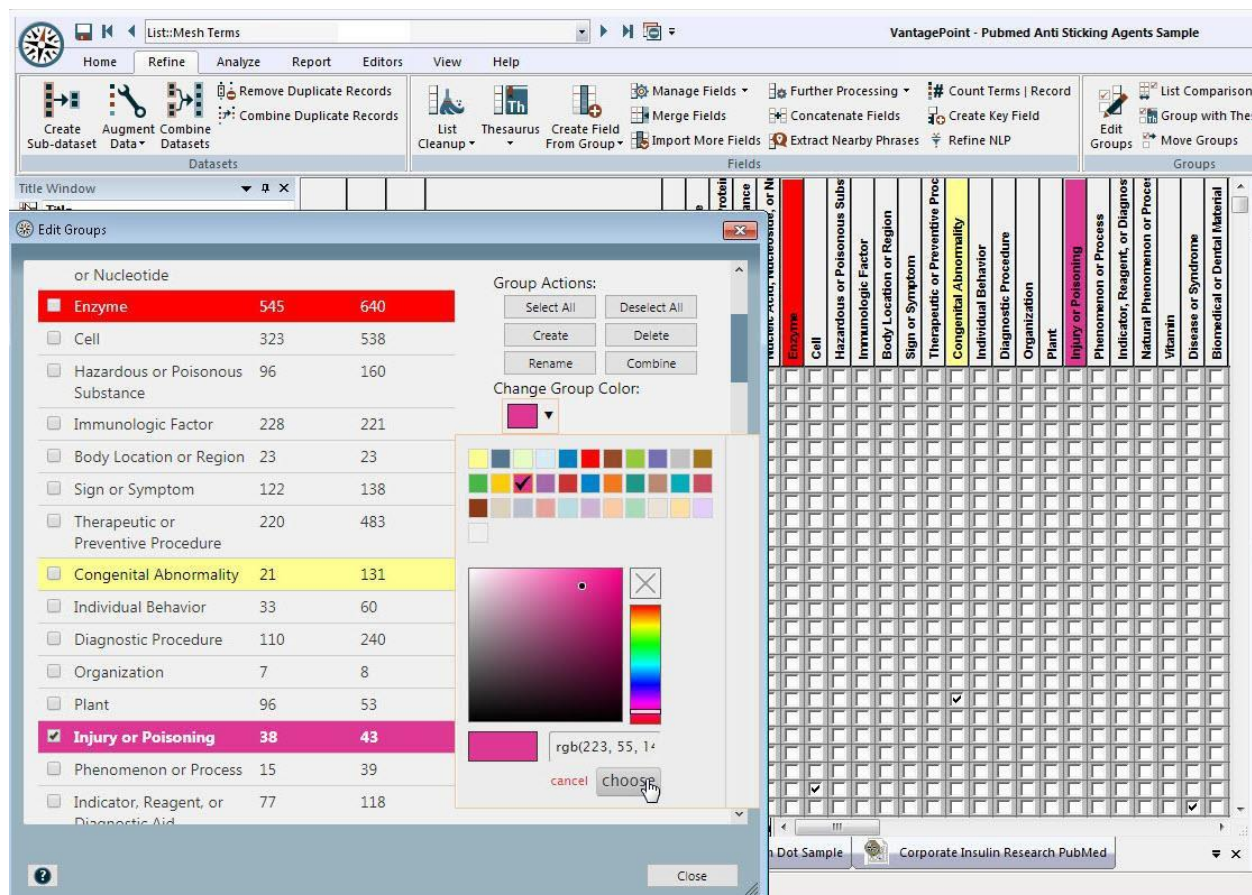 List::Mesh Terms
VantagePoint - Pubmed Anti Sticking Agents Sample
Home Refine Analyze Report Editors View Help
Create Sub-dataset
Augment Data
Combine Datasets
Remove Duplicate Records
Combine Duplicate Records
Datasets
List Cleanup
Thesaurus
Create Field From Group
Manage Fields
Merge Fields
Import More Fields
Further Processing
Concatenate Fields
Extract Nearby Phrases
Count Terms | Record
Create Key Field
Refine NLP
Fields
Edit Groups
List Comparison
Group with
Move Groups
Groups
Title Window
Title
Edit Groups
or Nucleotide
Enzyme 545 640
Cell 323 538
Hazardous or Poisonous Substance 96 160
Immunologic Factor 228 221
Body Location or Region 23 23
Sign or Symptom 122 138
Therapeutic or Preventive Procedure 220 483
Congenital Abnormality 21 131
Individual Behavior 33 60
Diagnostic Procedure 110 240
Organization 7 8
Plant 96 53
Injury or Poisoning 38 43
Phenomenon or Process 15 39
Indicator, Reagent, or Diagnostic Aid 77 118
Group Actions:
Select All Deselect All
Create Delete
Rename Combine
Change Group Color:
rgb(223, 55, 14
cancel choose
Close
Enzyme
Cell
Hazardous or Poisonous Subs
Immunologic Factor
Body Location or Region
Sign or Symptom
Therapeutic or Preventive Proc
Congenital Abnormality
Individual Behavior
Diagnostic Procedure
Organization
Plant
Injury or Poisoning
Phenomenon or Process
Indicator, Reagent, or Diagnos
Natural Phenomenon or Proces
Vitamin
Disease or Syndrome
Biomedical or Dental Material
Dot Sample
Corporate Insulin Research PubMed